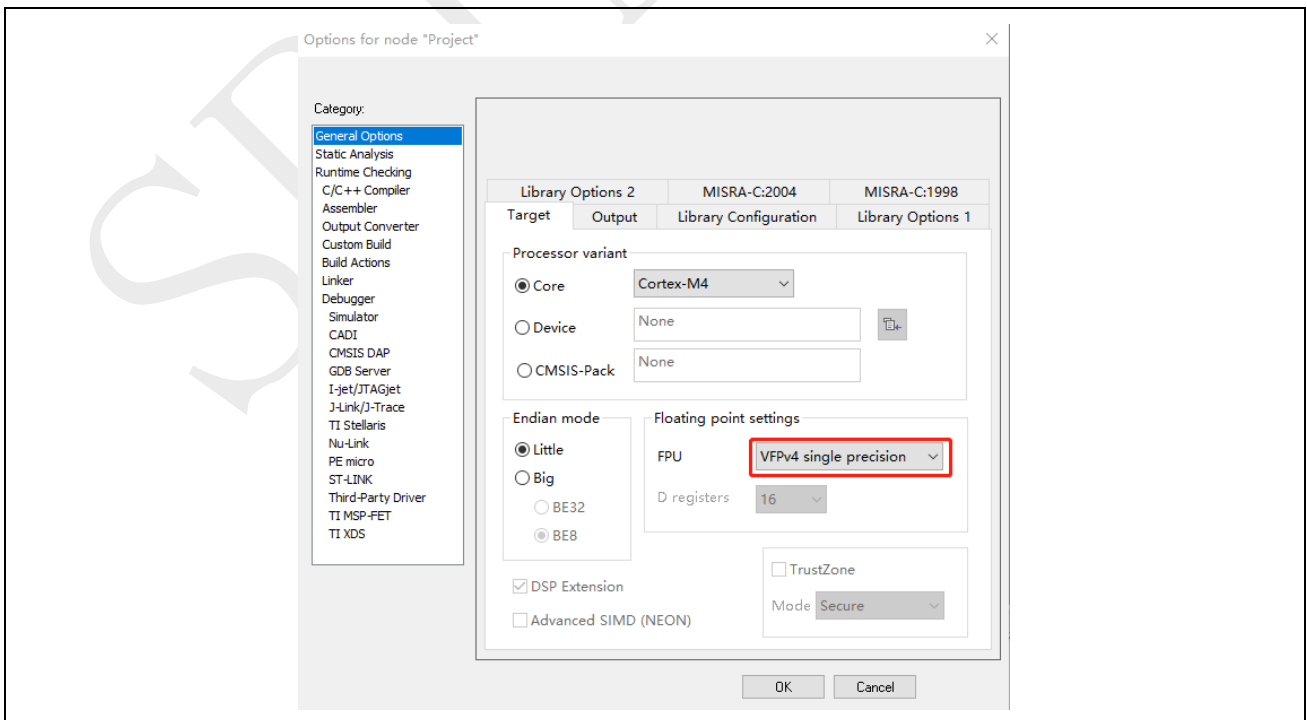 Options for node "Project"
Category:
General Options
Static Analysis
Runtime Checking
C/C++ Compiler
Assembler
Output Converter
Custom Build
Build Actions
Linker
Debugger
Simulator
CADI
CMSIS DAP
GDB Server
I-jet/JTAGjet
J-Link/J-Trace
TI Stellaris
Nu-Link
PE micro
ST-LINK
Third-Party Driver
TI MSP-FET
TI XDS
Library Options 2 MISRA-C:2004 MISRA-C:1998
Target Output Library Configuration Library Options 1
Processor variant
Core Cortex-M4
Device None
CMSIS-Pack None
Endian mode
Little
Big
BE32
BE8
Floating point settings
FPU VFPv4 single precision
D registers 16
DSP Extension
Advanced SIMD (NEON)
TrustZone
Mode Secure
OK Cancel